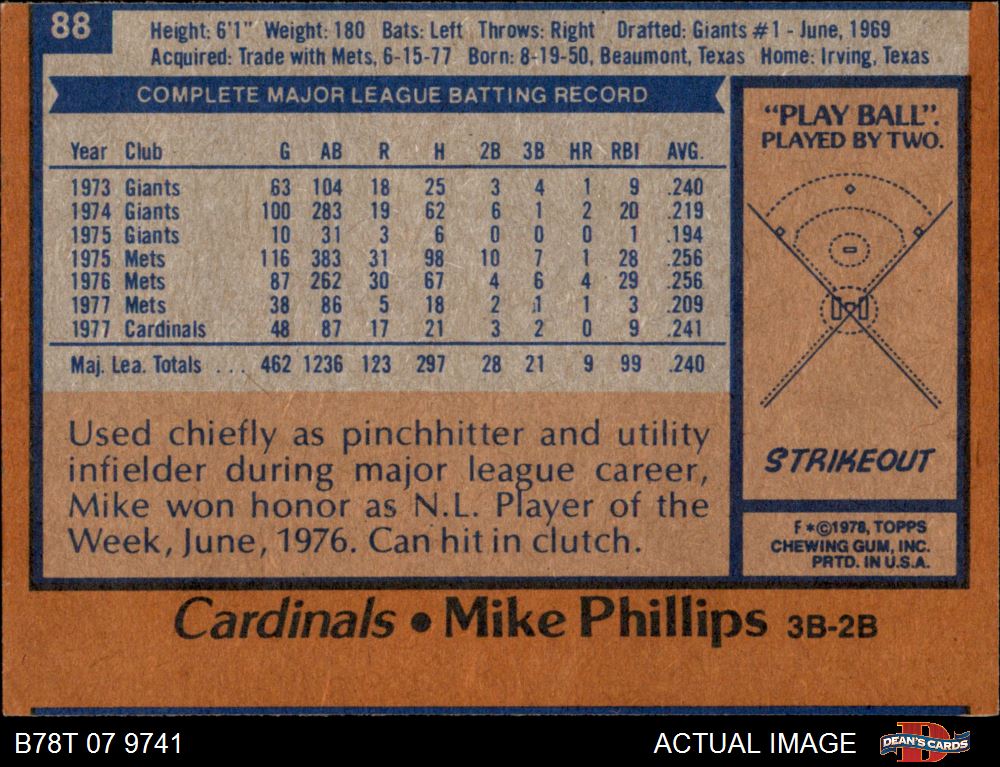 88
Height: 6'1" Weight: 180 Bats: Left Throws: Right Drafted: Giants #1 - June, 1969
Acquired: Trade with Mets, 6-15-77 Born: 8-19-50, Beaumont, Texas Home: Irving, Texas
COMPLETE MAJOR LEAGUE BATTING RECORD
Year Club G AB R H 2B 3B HR RBI AVG.
1973 Giants 63 104 18 25 3 4 1 9 .240
1974 Giants 100 283 19 62 6 1 2 20 .219
1975 Giants 10 31 3 6 0 0 0 1 .194
1975 Mets 116 383 31 98 10 7 1 28 .256
1976 Mets 87 262 30 67 4 6 4 29 .256
1977 Mets 38 86 5 18 2 1 1 3 .209
1977 Cardinals 48 87 17 21 3 2 0 9 .241
Maj. Lea. Totals . . . 462 1236 123 297 28 21 9 99 .240
Used chiefly as pinchhitter and utility
infielder during major league career,
Mike won honor as N.L. Player of the
Week, June, 1976. Can hit in clutch.
"PLAY BALL".
PLAYED BY TWO.
STRIKEOUT
F *©1978, TOPPS
CHEWING GUM, INC.
PRTD. IN U.S.A.
Cardinals • Mike Phillips 3B-2B
B78T 07 9741
ACTUAL IMAGE
DEAN'S CARDS